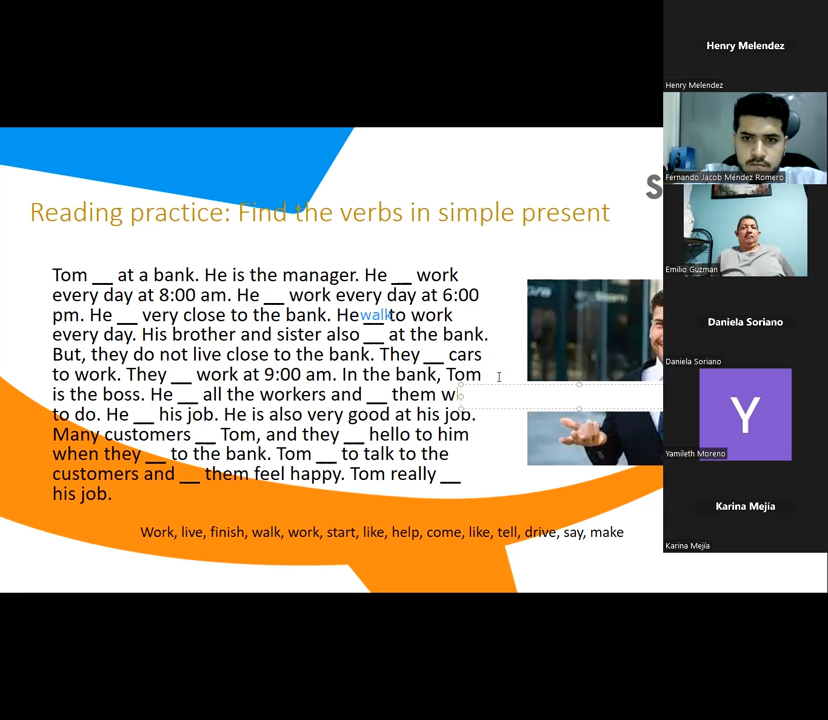 Henry Melendez
Henry Melendez
Fernando Jacob Méndez Romero
S
Reading practice: Find the verbs in simple present
Emilio Guzman
Tom __ at a bank. He is the manager. He __ work
every day at 8:00 am. He __ work every day at 6:00
pm. He __ very close to the bank. He walk to work
every day. His brother and sister also __ at the bank.
But, they do not live close to the bank. They __ cars
to work. They __ work at 9:00 am. In the bank, Tom
is the boss. He __ all the workers and __ them w
to do. He __ his job. He is also very good at his job.
Many customers __ Tom, and they __ hello to him
when they __ to the bank. Tom __ to talk to the
customers and __ them feel happy. Tom really __
his job.
Work, live, finish, walk, work, start, like, help, come, like, tell, drive, say, make
Daniela Soriano
Daniela Soriano
Y
Yamileth Moreno
Karina Mejía
Karina Mejía